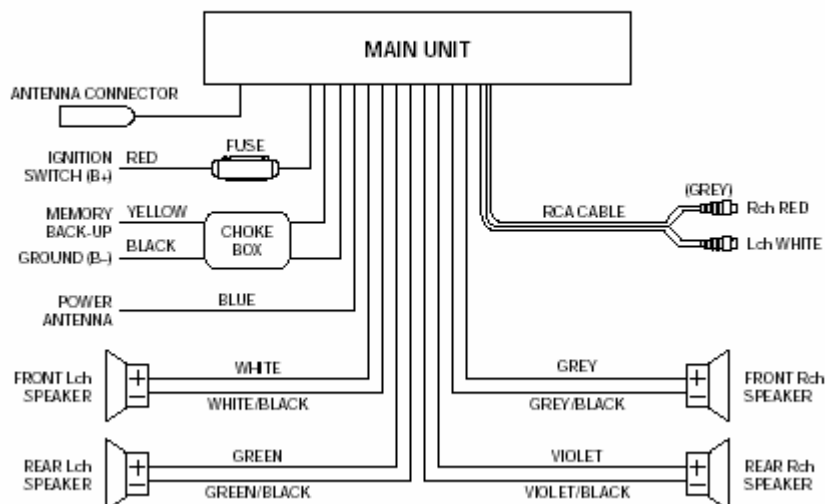 MAIN UNIT
ANTENNA CONNECTOR
FUSE
IGNITION
SWITCH (B+)
RED
MEMORY
BACK-UP
YELLOW
CHOKE
BOX
GROUND (B–)
BLACK
(GREY)
RCA CABLE
Rch RED
Lch WHITE
POWER
ANTENNA
BLUE
FRONT Lch
SPEAKER
+
–
WHITE
WHITE/BLACK
GREY
GREY/BLACK
+
–
FRONT Rch
SPEAKER
REAR Lch
SPEAKER
+
–
GREEN
GREEN/BLACK
VIOLET
VIOLET/BLACK
+
–
REAR Rch
SPEAKER